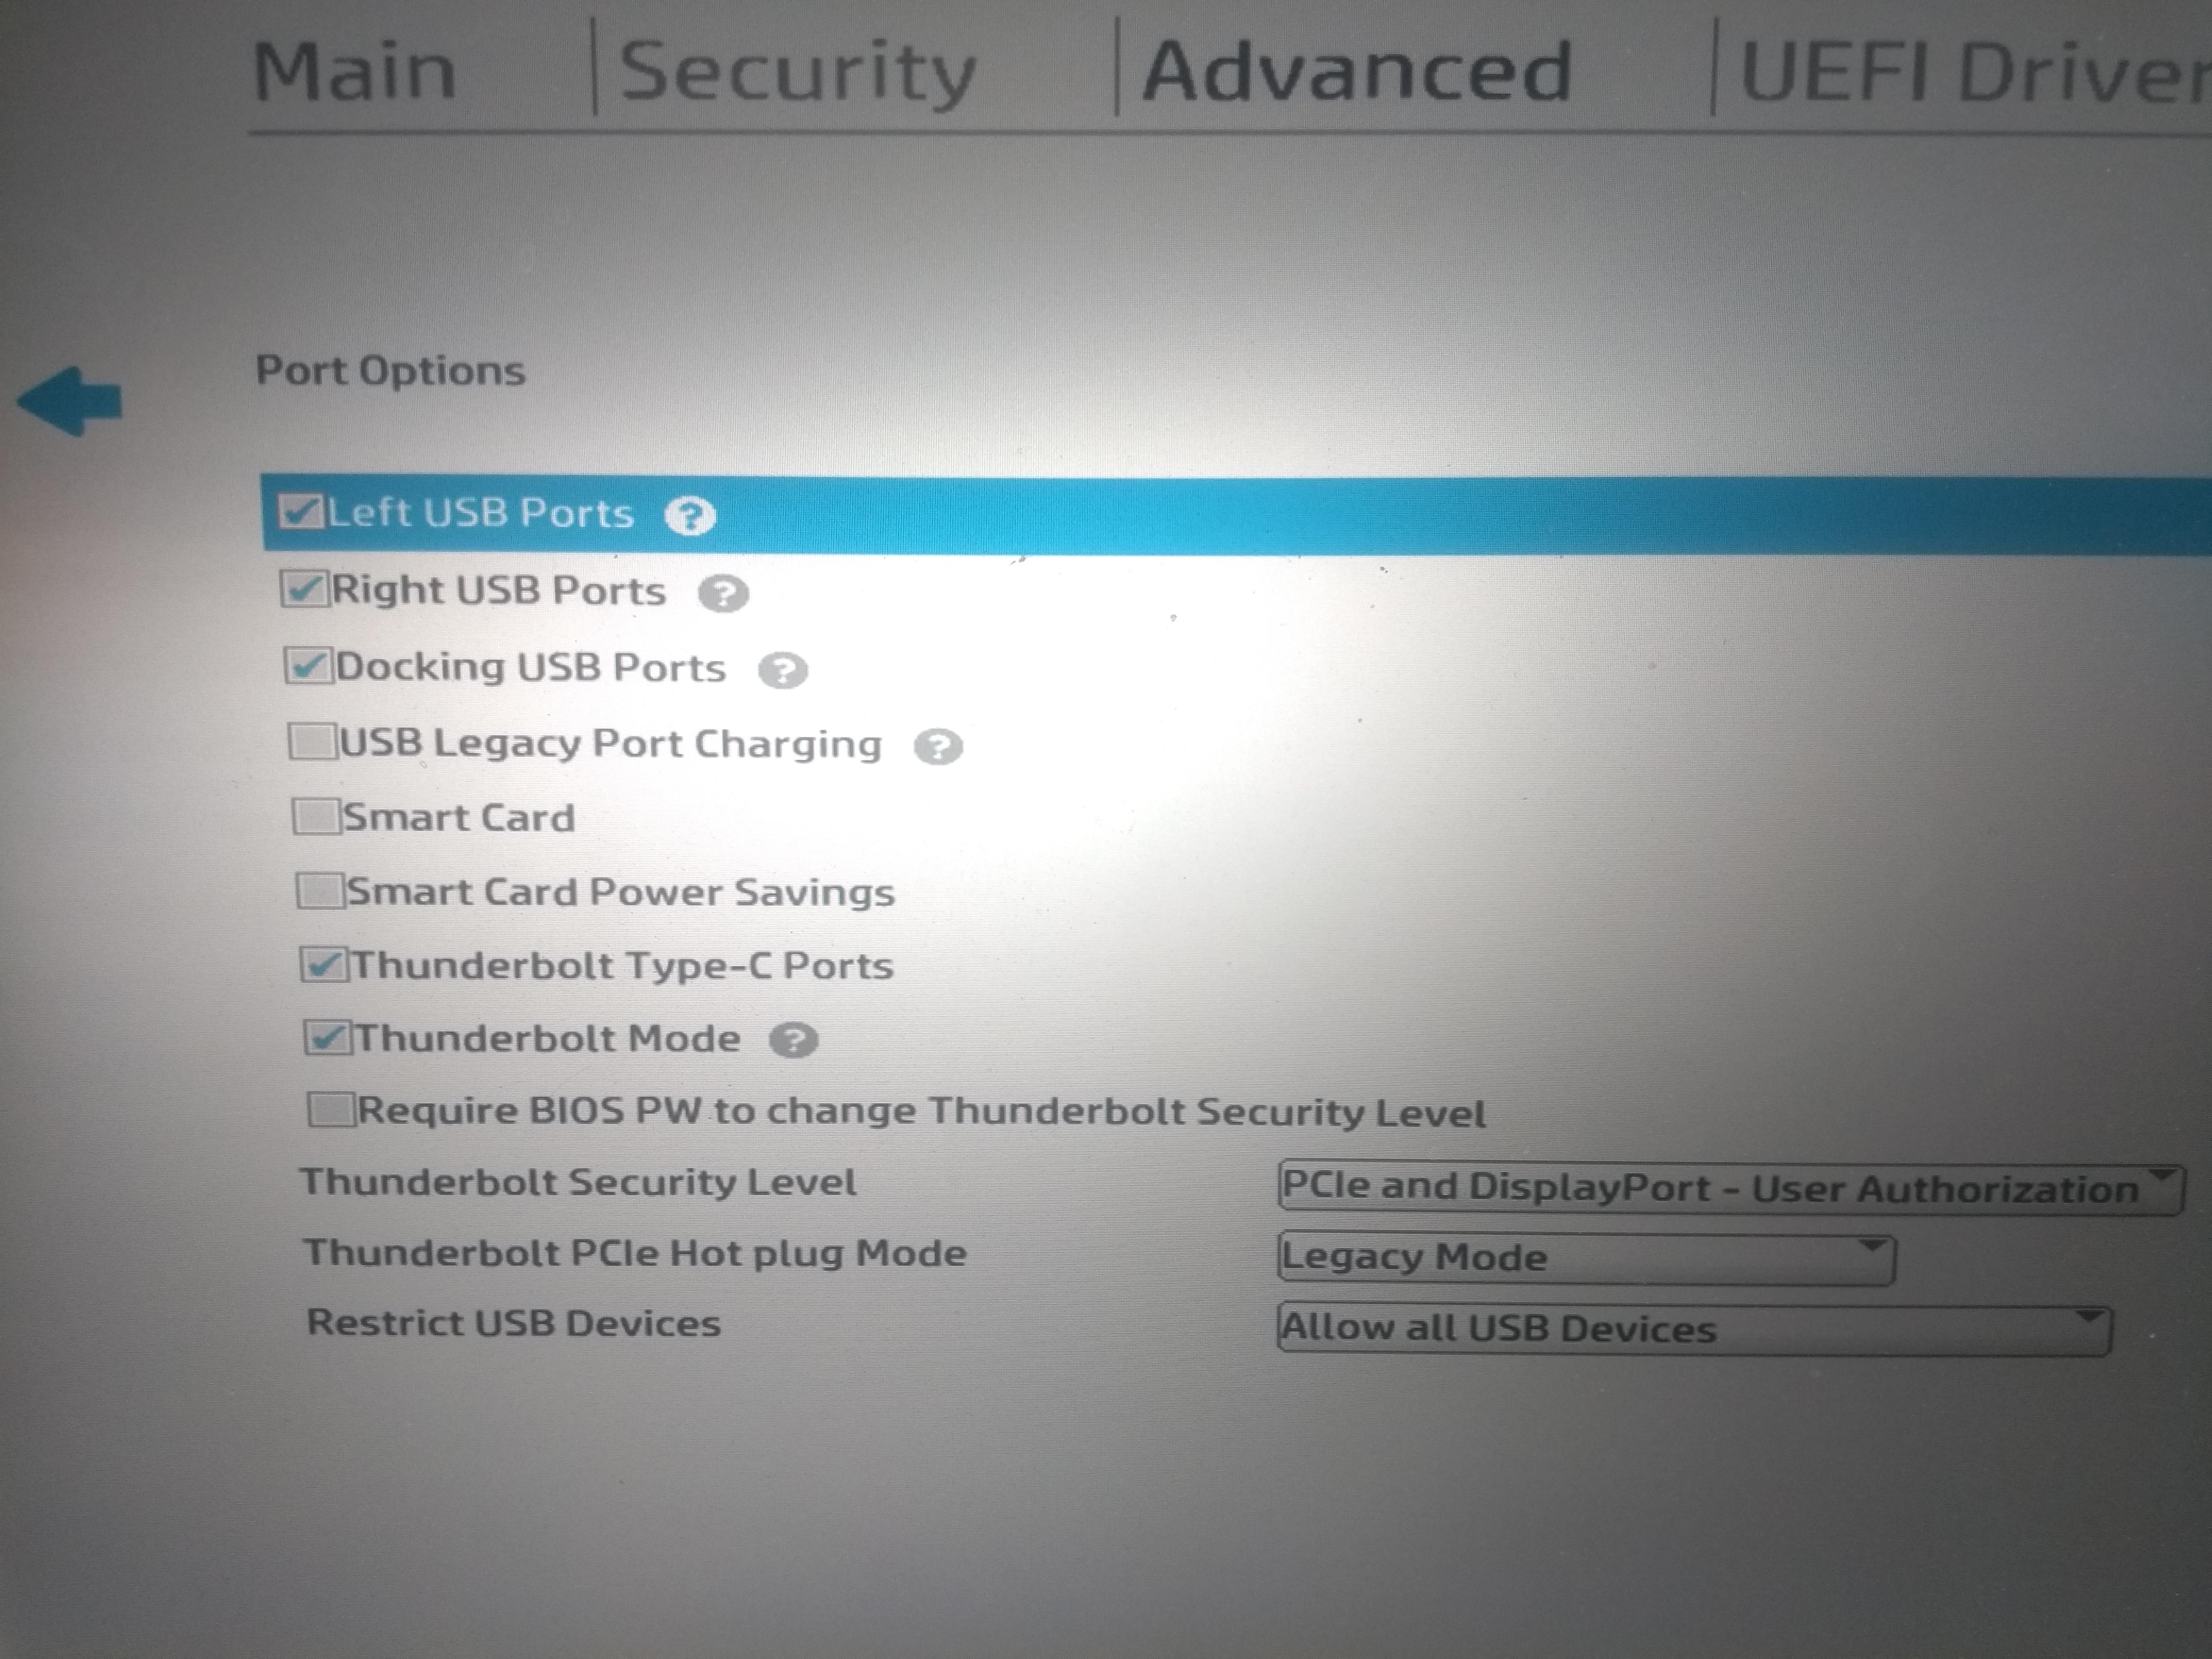 Main Security Advanced UEFI Driver
Port Options
Left USB Ports ?
Right USB Ports ?
Docking USB Ports ?
USB Legacy Port Charging ?
Smart Card
Smart Card Power Savings
Thunderbolt Type-C Ports
Thunderbolt Mode ?
Require BIOS PW to change Thunderbolt Security Level
Thunderbolt Security Level PCIe and DisplayPort - User Authorization
Thunderbolt PCIe Hot plug Mode Legacy Mode
Restrict USB Devices Allow all USB Devices